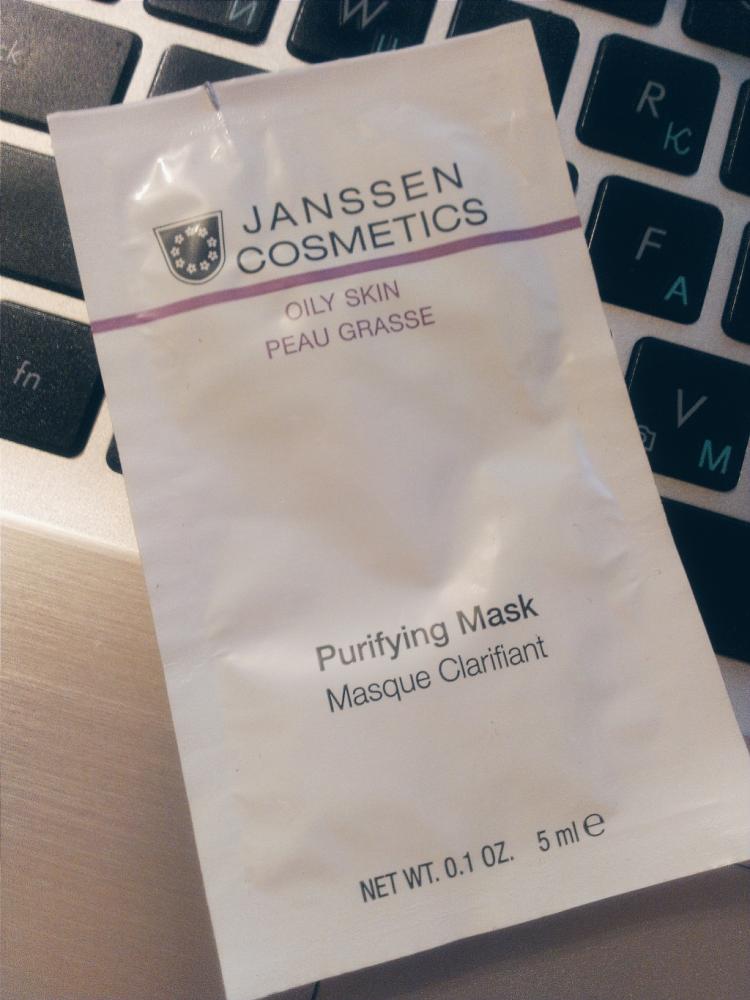 W
R
К
JANSSEN
COSMETICS
F
А
OILY SKIN
PEAU GRASSE
fn
V
М
Purifying Mask
Masque Clarifiant
NET WT. 0.1 OZ. 5 ml ℮